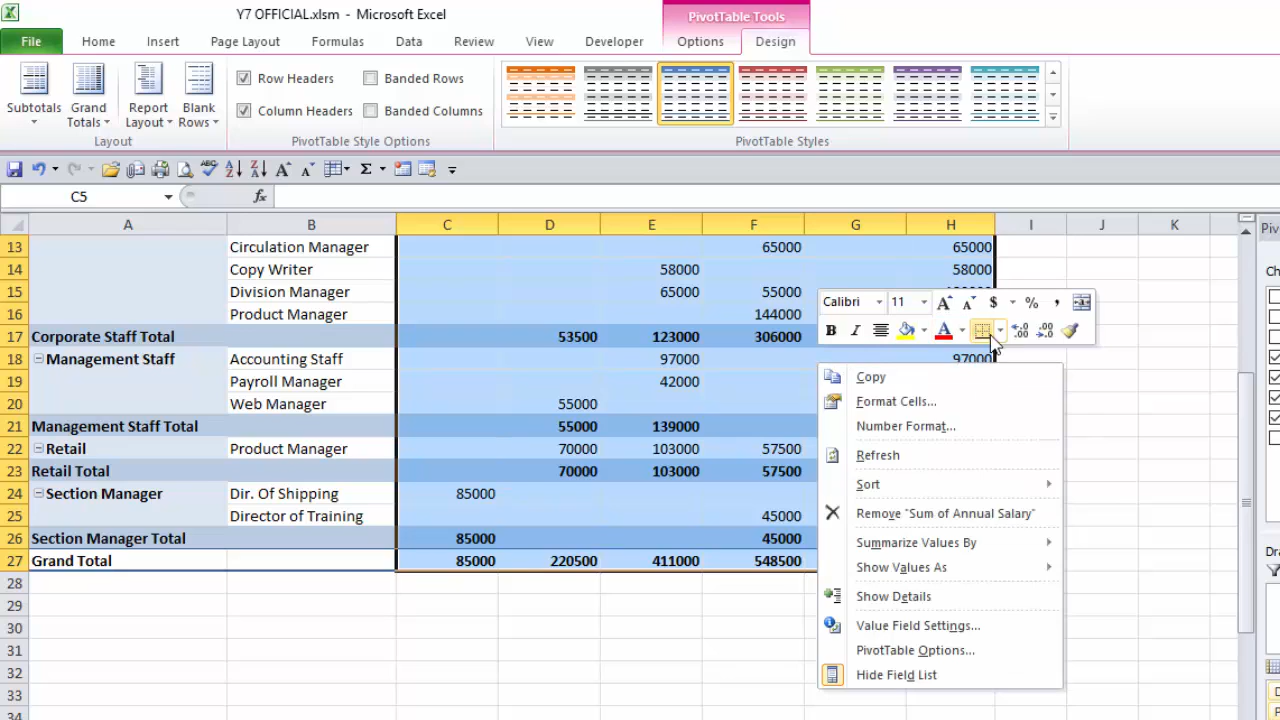 Y7 OFFICIAL.xlsm - Microsoft Excel
PivotTable Tools
File Home Insert Page Layout Formulas Data Review View Developer Options Design
Subtotals
Grand Totals
Report Layout
Blank Rows
Row Headers Banded Rows
Column Headers Banded Columns
Layout PivotTable Style Options PivotTable Styles
C5 fx
A B C D E F G H I J K
13 Circulation Manager 65000 65000
14 Copy Writer 58000 58000
15 Division Manager 65000 55000
16 Product Manager 144000
17 Corporate Staff Total 53500 123000 306000
18 Management Staff Accounting Staff 97000 97000
19 Payroll Manager 42000
20 Web Manager 55000
21 Management Staff Total 55000 139000
22 Retail Product Manager 70000 103000 57500
23 Retail Total 70000 103000 57500
24 Section Manager Dir. Of Shipping 85000
25 Director of Training 45000
26 Section Manager Total 85000 45000
27 Grand Total 85000 220500 411000 548500
28
29
30
31
32
33
34
Calibri 11 A A $ % ,
B I A .00 .00
Copy
Format Cells...
Number Format...
Refresh
Sort
Remove "Sum of Annual Salary"
Summarize Values By
Show Values As
Show Details
Value Field Settings...
PivotTable Options...
Hide Field List